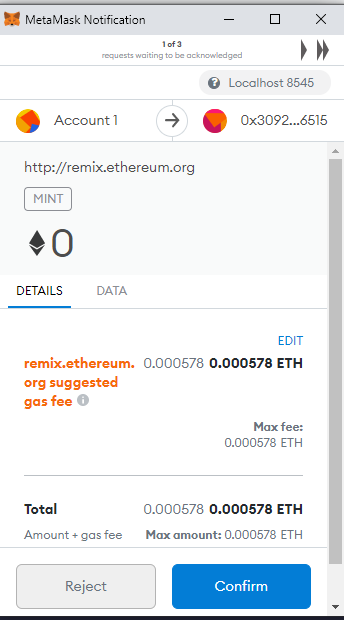 MetaMask Notification
1 of 3
requests waiting to be acknowledged
? Localhost 8545
Account 1
0x3092...6515
http://remix.ethereum.org
MINT
0
DETAILS
DATA
EDIT
remix.ethereum. 0.000578 0.000578 ETH
org suggested
gas fee i
Max fee:
0.000578 ETH
Total 0.000578 0.000578 ETH
Amount + gas fee Max amount: 0.000578 ETH
Reject
Confirm